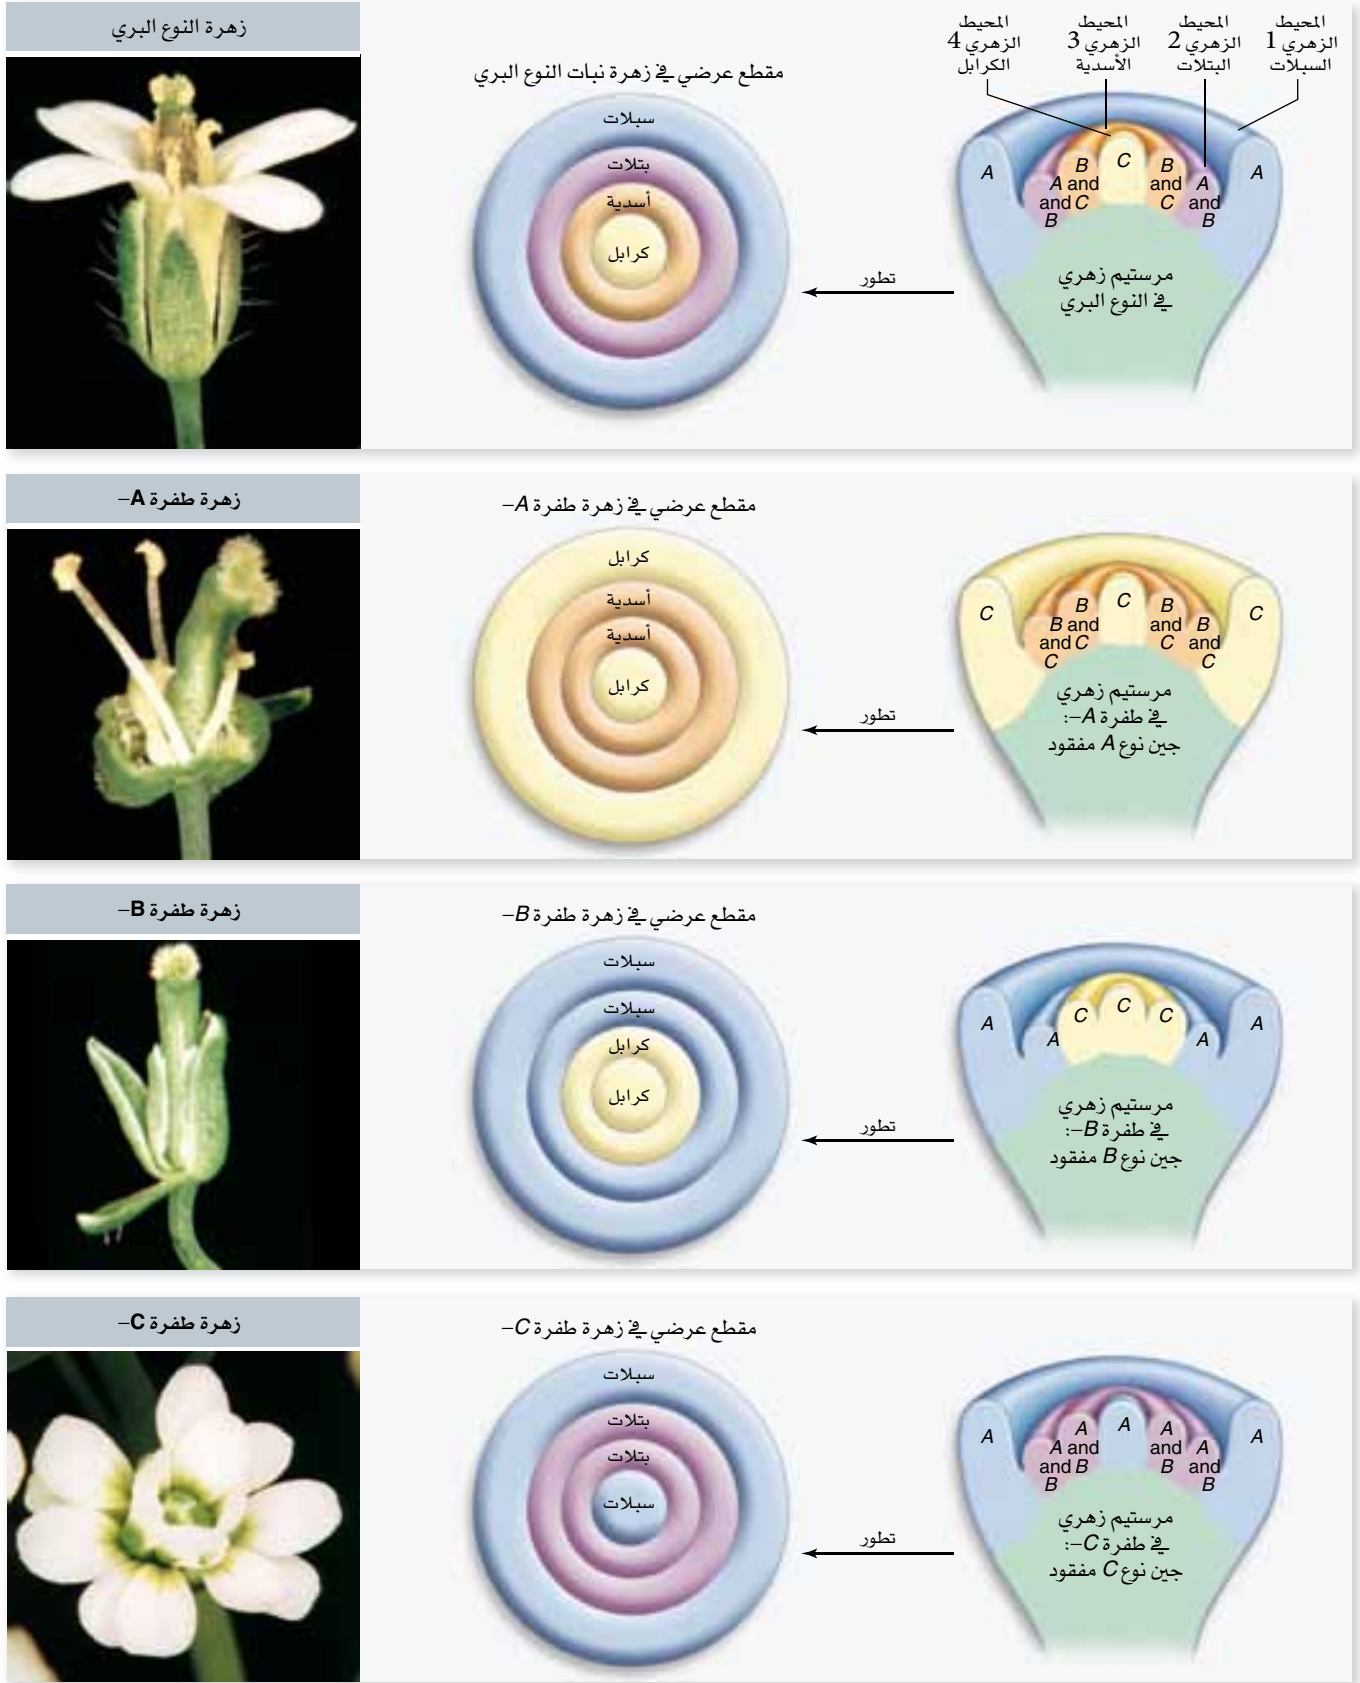 زهرة النوع البري
مقطع عرضي في زهرة نبات النوع البري
سبلات
بتلات
أسدية
كرابل
تطور
المحيط
الزهري 1
السبلات
المحيط
الزهري 2
البتلات
المحيط
الزهري 3
الأسدية
المحيط
الزهري 4
الكرابل
A
A
and
B
B
and
C
C
B
and
C
A
and
B
A
مرستيم زهري
في النوع البري
زهرة طفرة A–
مقطع عرضي في زهرة طفرة A–
كرابل
أسدية
أسدية
كرابل
تطور
C
B
and
C
B
and
C
C
B
and
C
B
and
C
C
مرستيم زهري
في طفرة A–:
جين نوع A مفقود
زهرة طفرة B–
مقطع عرضي في زهرة طفرة B–
سبلات
سبلات
كرابل
كرابل
تطور
A
A
C
C
C
A
A
مرستيم زهري
في طفرة B–:
جين نوع B مفقود
زهرة طفرة C–
مقطع عرضي في زهرة طفرة C–
سبلات
بتلات
بتلات
سبلات
تطور
A
A
and
B
A
and
B
A
A
and
B
A
and
B
A
مرستيم زهري
في طفرة C–:
جين نوع C مفقود